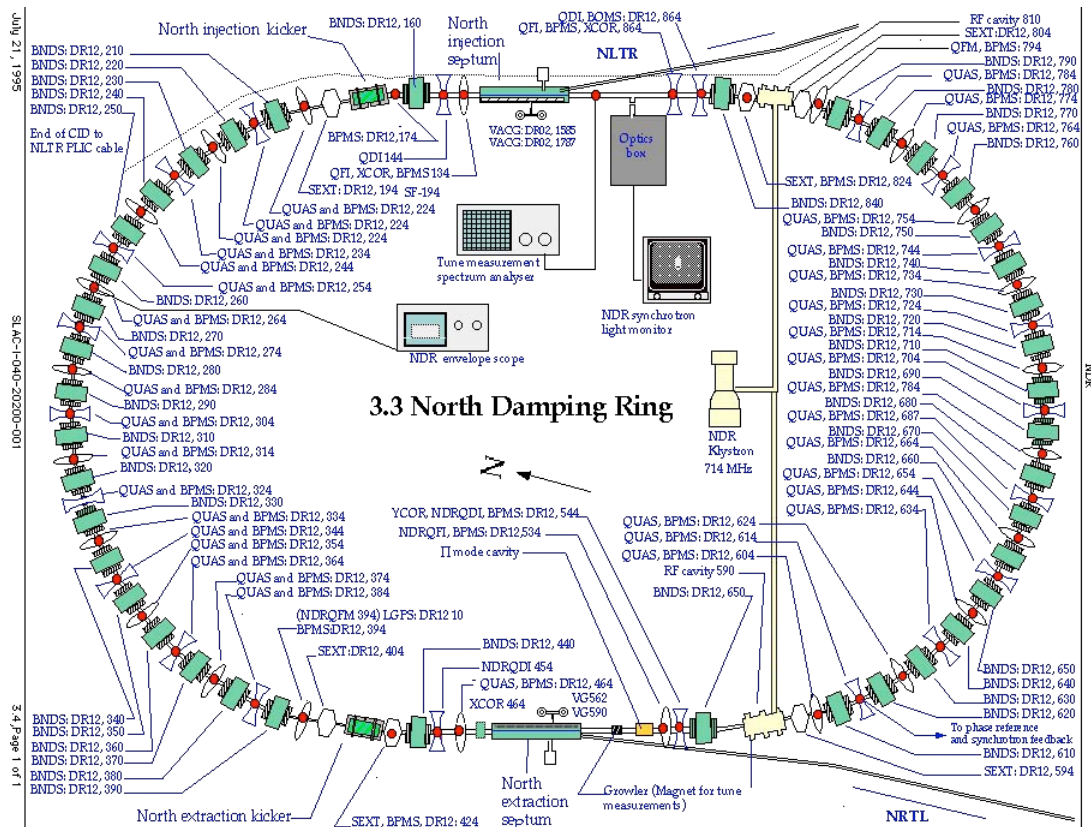 July 21, 1995
SLAC-I-040-20200-001
3.4 Page 1 of 1
North injection kicker
BNDS: DR12, 160
North
injection
septum
QDI, BOMS: DR12, 864
QFI, BPMS, XCOR, 864
NLTR
RF cavity 810
SEXT: DR12, 804
QFM, BPMS: 794
BNDS: DR12, 790
QUAS, BPMS: DR12, 784
BNDS: DR12, 780
QUAS, BPMS: DR12, 774
BNDS: DR12, 770
QUAS, BPMS: DR12, 764
BNDS: DR12, 760
BNDS: DR12, 210
BNDS: DR12, 220
BNDS: DR12, 230
BNDS: DR12, 240
BNDS: DR12, 250
End of CID to
NLTR PLIC cable
BPMS: DR12, 174
QDI 144
QFI, XCOR, BPMS 134
SEXT: DR12, 194 SF-194
VACG: DR02, 1585
VACG: DR02, 1787
Optics
box
SEXT, BPMS: DR12, 824
BNDS: DR12, 840
QUAS and BPMS: DR12, 224
QUAS and BPMS: DR12, 224
QUAS and BPMS: DR12, 224
QUAS and BPMS: DR12, 234
QUAS and BPMS: DR12, 244
QUAS and BPMS: DR12, 254
BNDS: DR12, 260
QUAS and BPMS: DR12, 264
BNDS: DR12, 270
QUAS and BPMS: DR12, 274
BNDS: DR12, 280
QUAS and BPMS: DR12, 284
BNDS: DR12, 290
QUAS and BPMS: DR12, 304
BNDS: DR12, 310
QUAS and BPMS: DR12, 314
BNDS: DR12, 320
QUAS and BPMS: DR12, 324
BNDS: DR12, 330
QUAS and BPMS: DR12, 334
QUAS and BPMS: DR12, 344
QUAS and BPMS: DR12, 354
QUAS and BPMS: DR12, 364
QUAS and BPMS: DR12, 374
QUAS and BPMS: DR12, 384
Tune measurement
spectrum analyser
NDR envelope scope
NDR synchrotron
light monitor
NDR
Klystron
714 MHz
3.3 North Damping Ring
N
QUAS, BPMS: DR12, 754
BNDS: DR12, 750
QUAS, BPMS: DR12, 744
BNDS: DR12, 740
QUAS, BPMS: DR12, 734
BNDS: DR12, 730
QUAS, BPMS: DR12, 724
BNDS: DR12, 720
QUAS, BPMS: DR12, 714
BNDS: DR12, 710
QUAS, BPMS: DR12, 704
BNDS: DR12, 690
QUAS, BPMS: DR12, 784
BNDS: DR12, 680
QUAS, BPMS: DR12, 687
BNDS: DR12, 670
QUAS, BPMS: DR12, 664
BNDS: DR12, 660
QUAS, BPMS: DR12, 654
QUAS, BPMS: DR12, 644
QUAS, BPMS: DR12, 634
YCOR, NDRQDI, BPMS: DR12, 544
NDRQFI, BPMS: DR12,534
Π mode cavity
QUAS, BPMS: DR12, 624
QUAS, BPMS: DR12, 614
QUAS, BPMS: DR12, 604
RF cavity 590
BNDS: DR12, 650
(NDRQFM 394) LGPS: DR12 10
BPMS:DR12, 394
SEXT: DR12, 404
BNDS: DR12, 440
NDRQDI 454
QUAS, BPMS: DR12, 464
XCOR 464
VG562
VG590
BNDS: DR12, 650
BNDS: DR12, 640
BNDS: DR12, 630
BNDS: DR12, 620
To phase reference
and synchrotron feedback
BNDS: DR12, 610
SEXT: DR12, 594
BNDS: DR12, 340
BNDS: DR12, 350
BNDS: DR12, 360
BNDS: DR12, 370
BNDS: DR12, 380
BNDS: DR12, 390
North extraction kicker
SEXT, BPMS, DR12: 424
North
extraction
septum
Growler (Magnet for tune
measurements)
NRTL